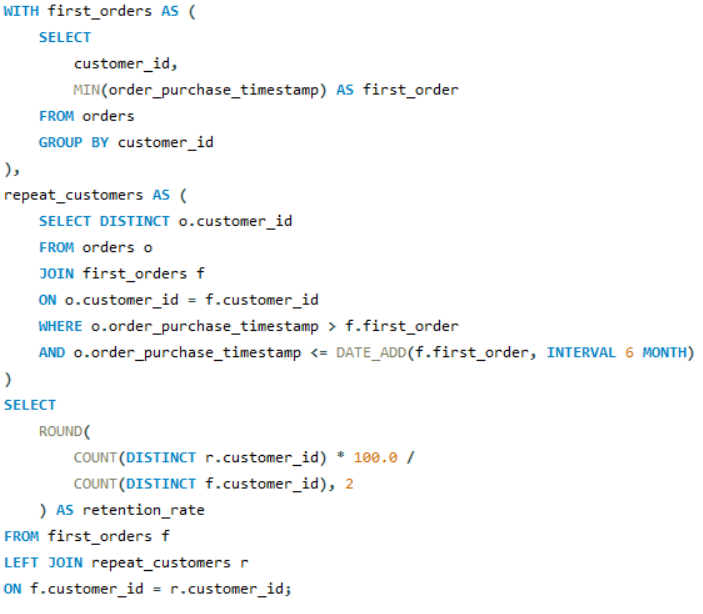 WITH first_orders AS (
    SELECT
        customer_id,
        MIN(order_purchase_timestamp) AS first_order
    FROM orders
    GROUP BY customer_id
),
repeat_customers AS (
    SELECT DISTINCT o.customer_id
    FROM orders o
    JOIN first_orders f
    ON o.customer_id = f.customer_id
    WHERE o.order_purchase_timestamp > f.first_order
    AND o.order_purchase_timestamp <= DATE_ADD(f.first_order, INTERVAL 6 MONTH)
)
SELECT
    ROUND(
        COUNT(DISTINCT r.customer_id) * 100.0 /
        COUNT(DISTINCT f.customer_id), 2
    ) AS retention_rate
FROM first_orders f
LEFT JOIN repeat_customers r
ON f.customer_id = r.customer_id;